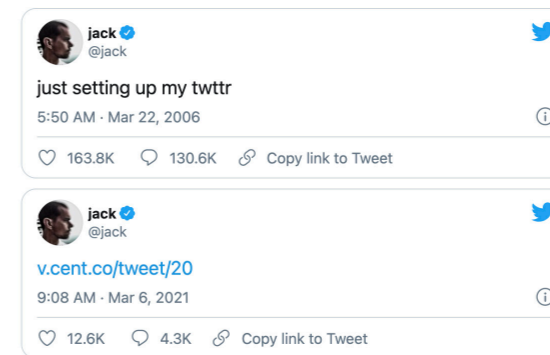 jack
@jack
just setting up my twttr
5:50 AM · Mar 22, 2006
163.8K 130.6K Copy link to Tweet
jack
@jack
v.cent.co/tweet/20
9:08 AM · Mar 6, 2021
12.6K 4.3K Copy link to Tweet